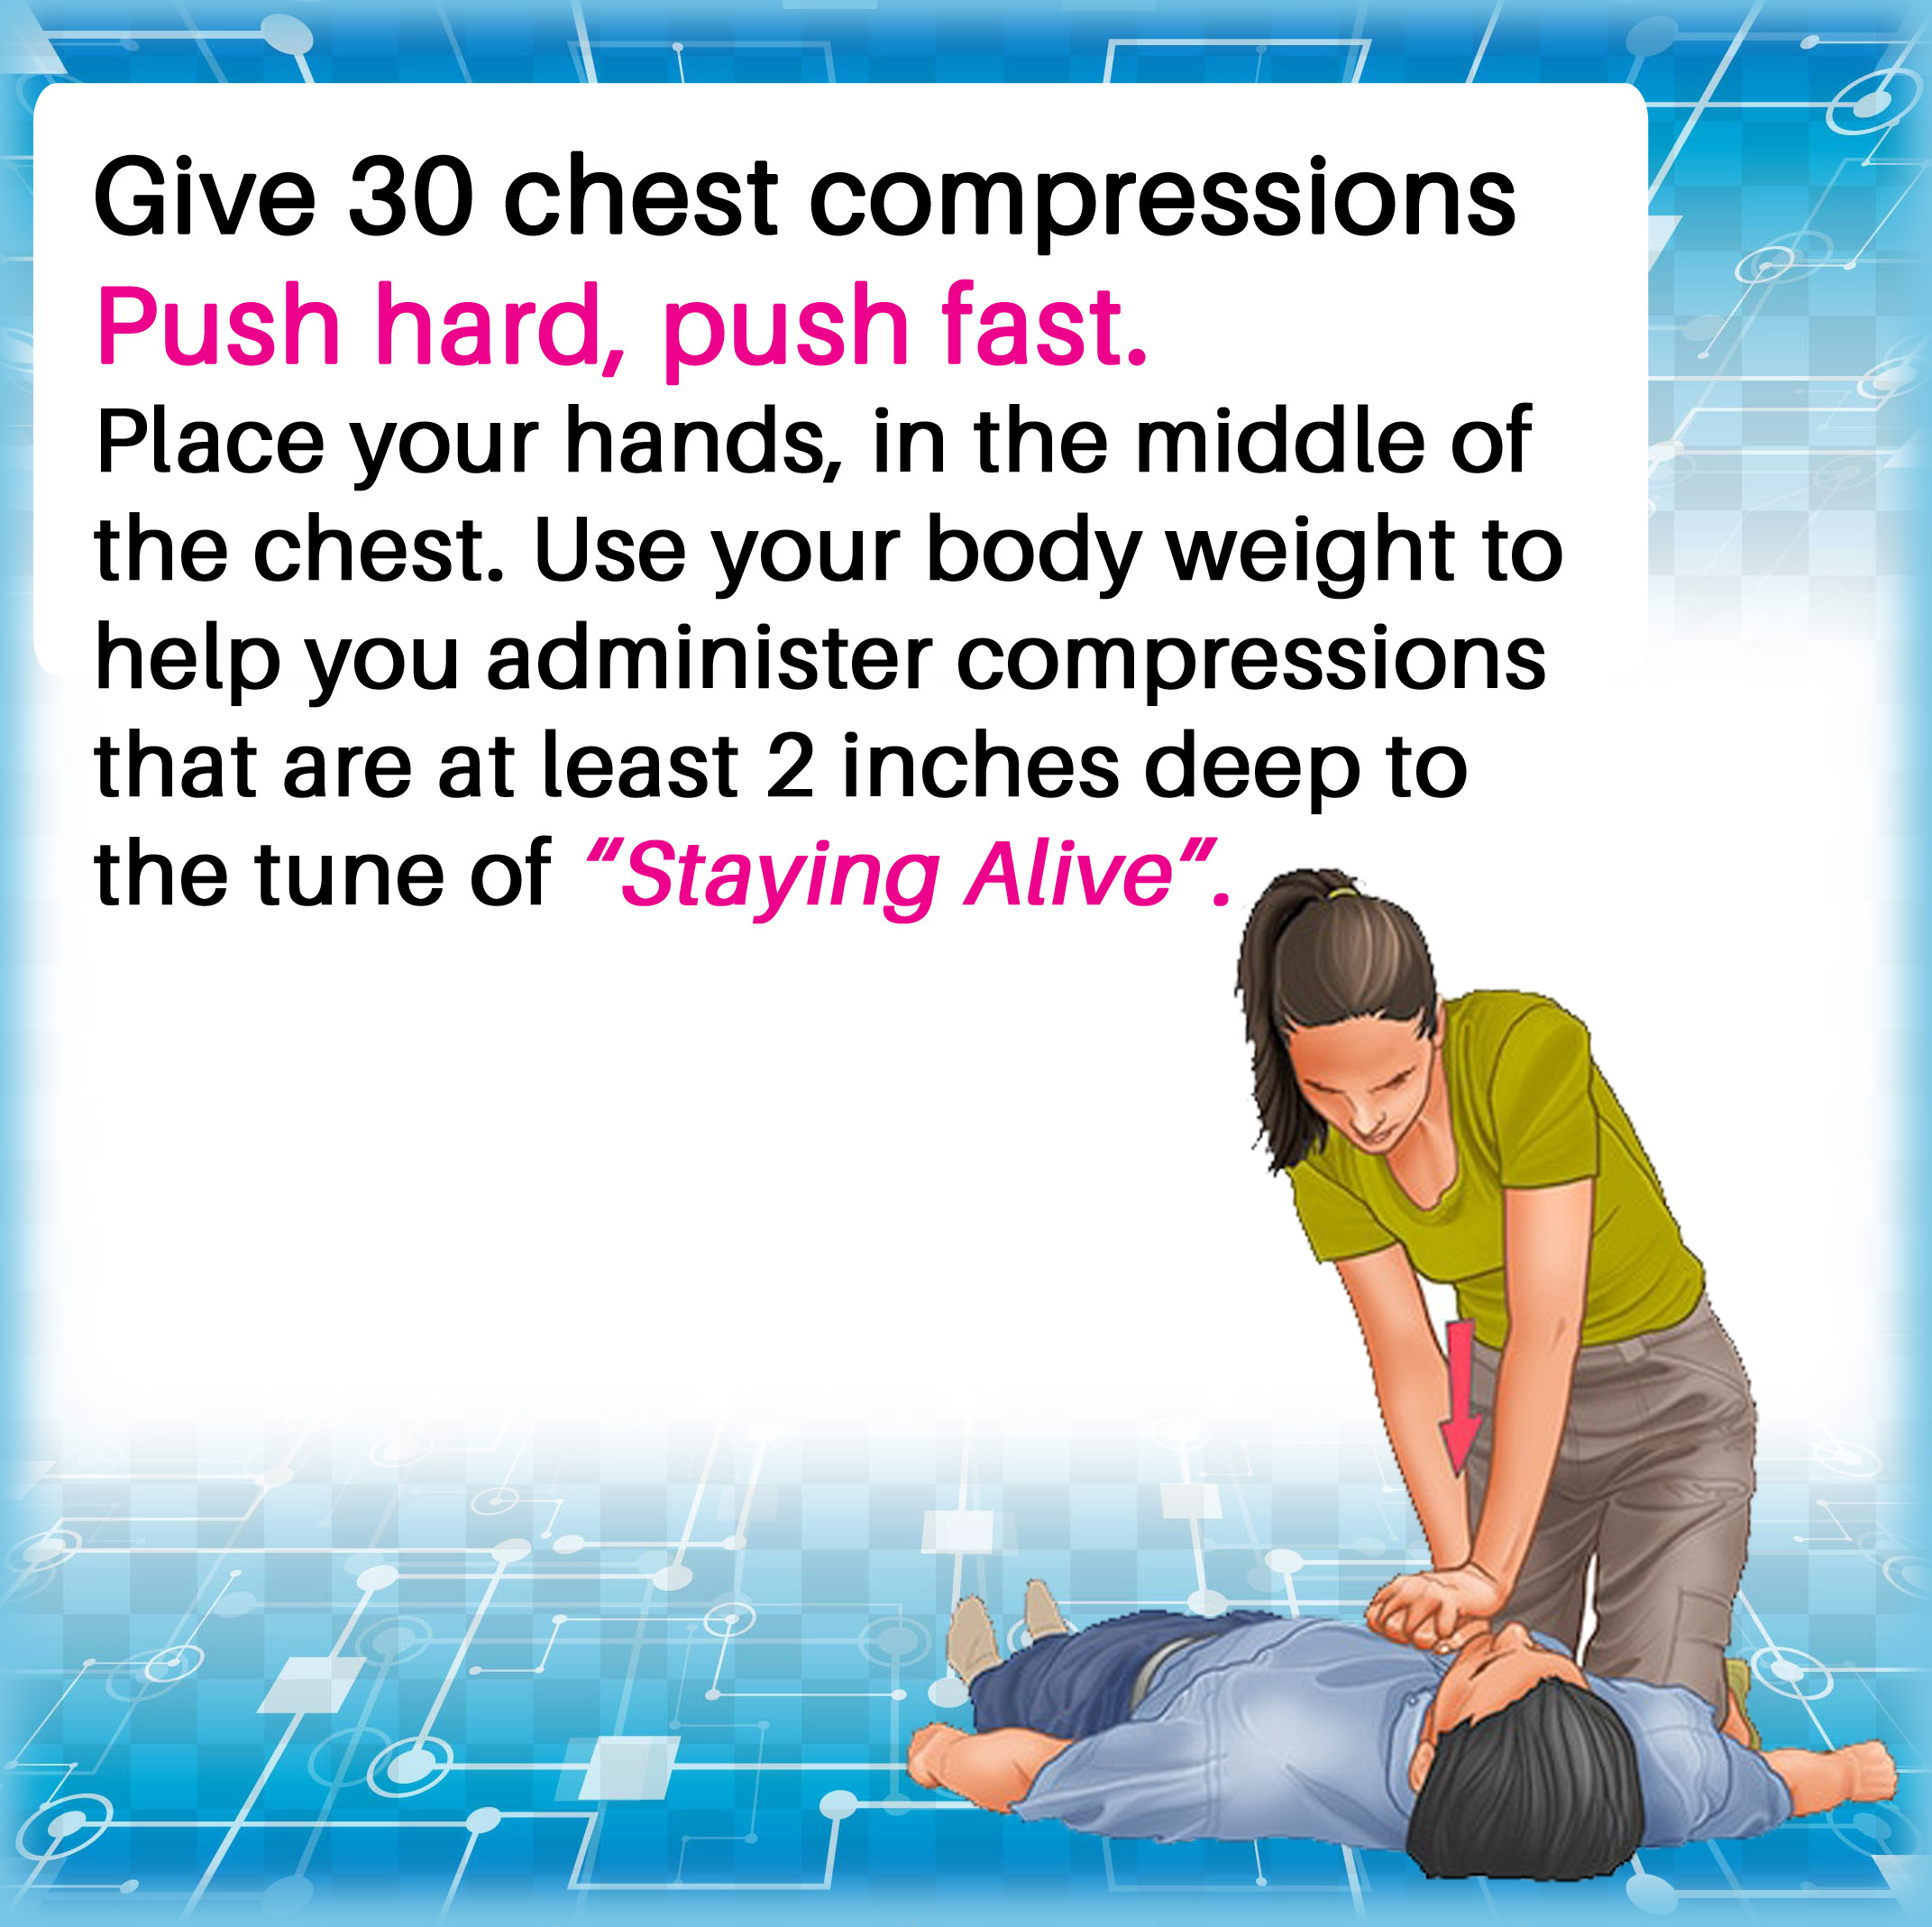 Give 30 chest compressions
Push hard, push fast.
Place your hands, in the middle of
the chest. Use your body weight to
help you administer compressions
that are at least 2 inches deep to
the tune of “Staying Alive”.